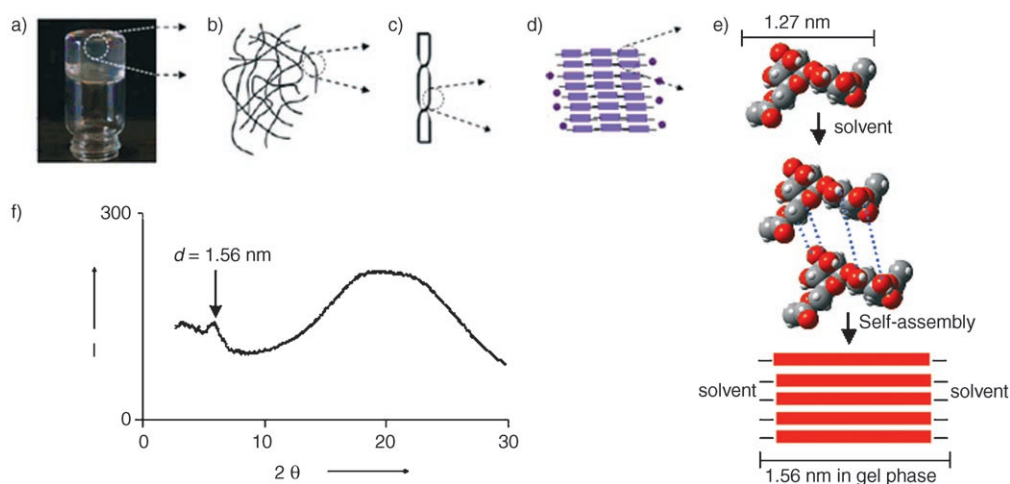 a)
b)
c)
d)
e)
1.27 nm
solvent
Self-assembly
solvent
solvent
1.56 nm in gel phase
f)
300
d = 1.56 nm
I
0
0
10
20
30
2 θ